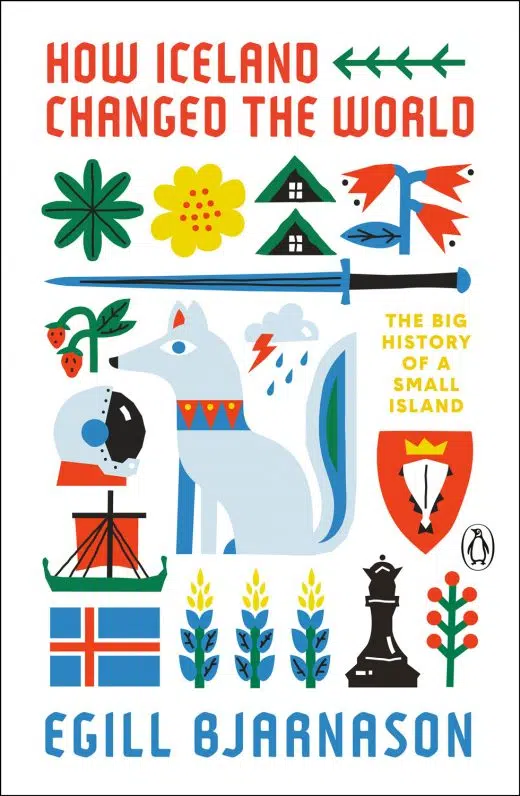 HOW ICELAND
CHANGED THE WORLD
THE BIG
HISTORY
OF A
SMALL
ISLAND
EGILL BJARNASON